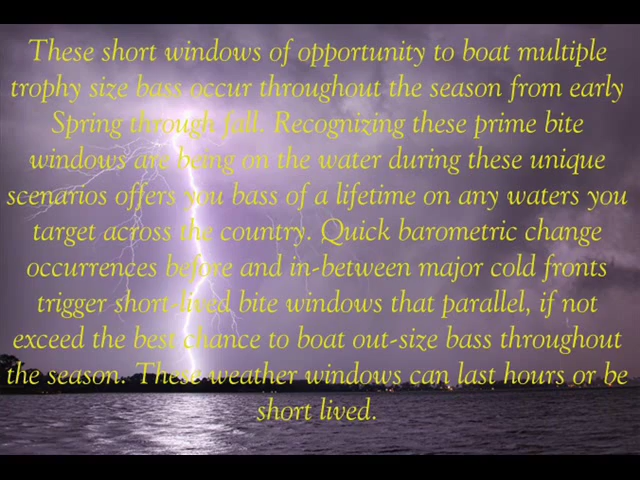 These short windows of opportunity to boat multiple
trophy size bass occur throughout the season from early
Spring through fall. Recognizing these prime bite
windows are being on the water during these unique
scenarios offers you bass of a lifetime on any waters you
target across the country. Quick barometric change
occurrences before and in-between major cold fronts
trigger short-lived bite windows that parallel, if not
exceed the best chance to boat out-size bass throughout
the season. These weather windows can last hours or be
short lived.